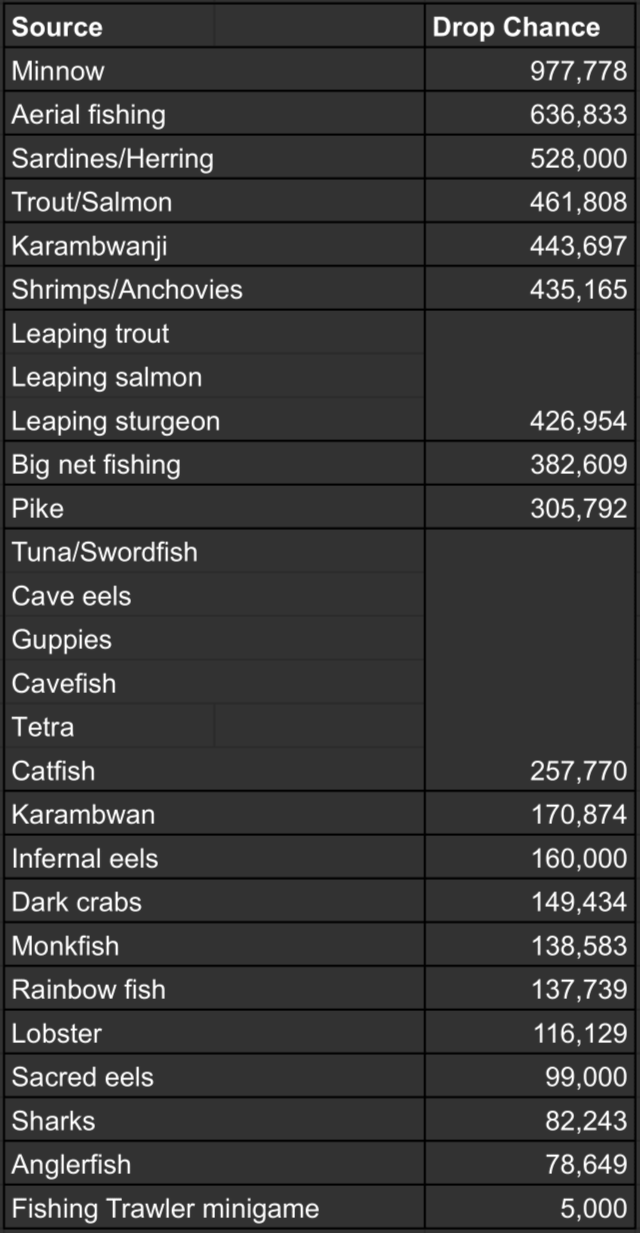 Source Drop Chance
Minnow 977,778
Aerial fishing 636,833
Sardines/Herring 528,000
Trout/Salmon 461,808
Karambwanji 443,697
Shrimps/Anchovies 435,165
Leaping trout
Leaping salmon
Leaping sturgeon 426,954
Big net fishing 382,609
Pike 305,792
Tuna/Swordfish
Cave eels
Guppies
Cavefish
Tetra
Catfish 257,770
Karambwan 170,874
Infernal eels 160,000
Dark crabs 149,434
Monkfish 138,583
Rainbow fish 137,739
Lobster 116,129
Sacred eels 99,000
Sharks 82,243
Anglerfish 78,649
Fishing Trawler minigame 5,000